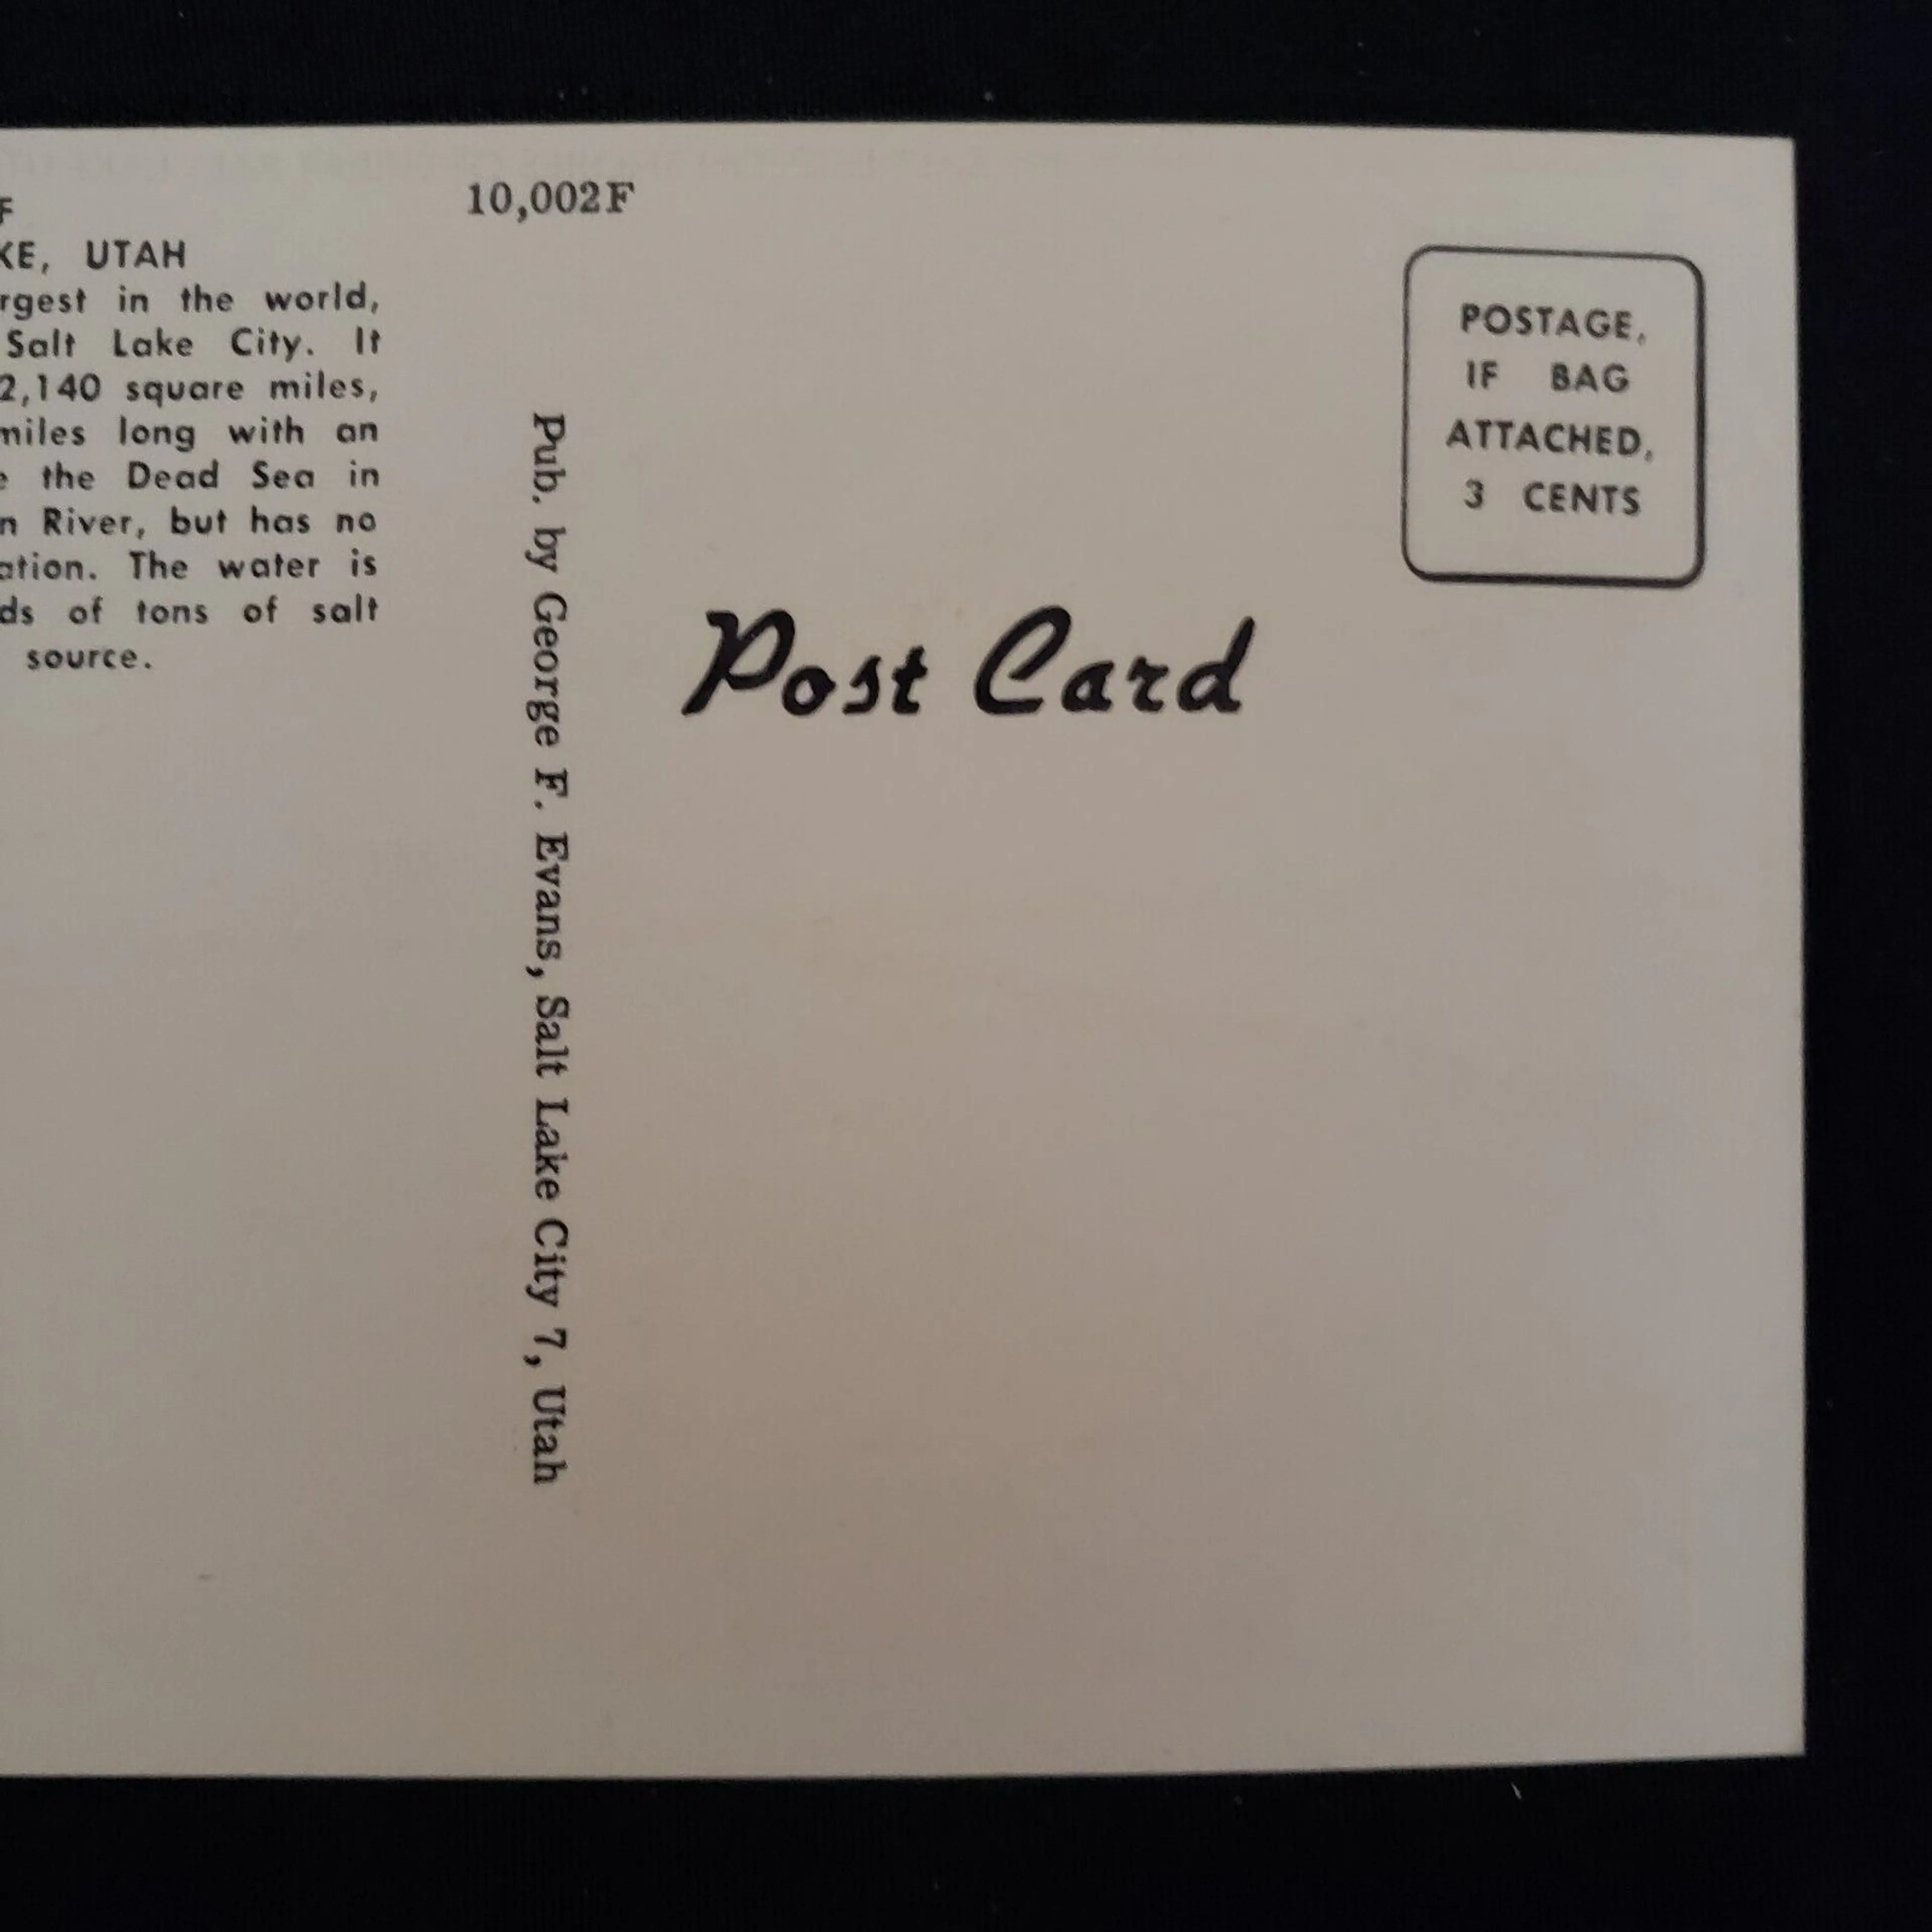 KE, UTAH
rgest in the world,
Salt Lake City. It
2,140 square miles,
miles long with an
e the Dead Sea in
n River, but has no
ation. The water is
ds of tons of salt
source.
10,002F
Pub. by George F. Evans, Salt Lake City 7, Utah
Post Card
POSTAGE,
IF BAG
ATTACHED,
3 CENTS